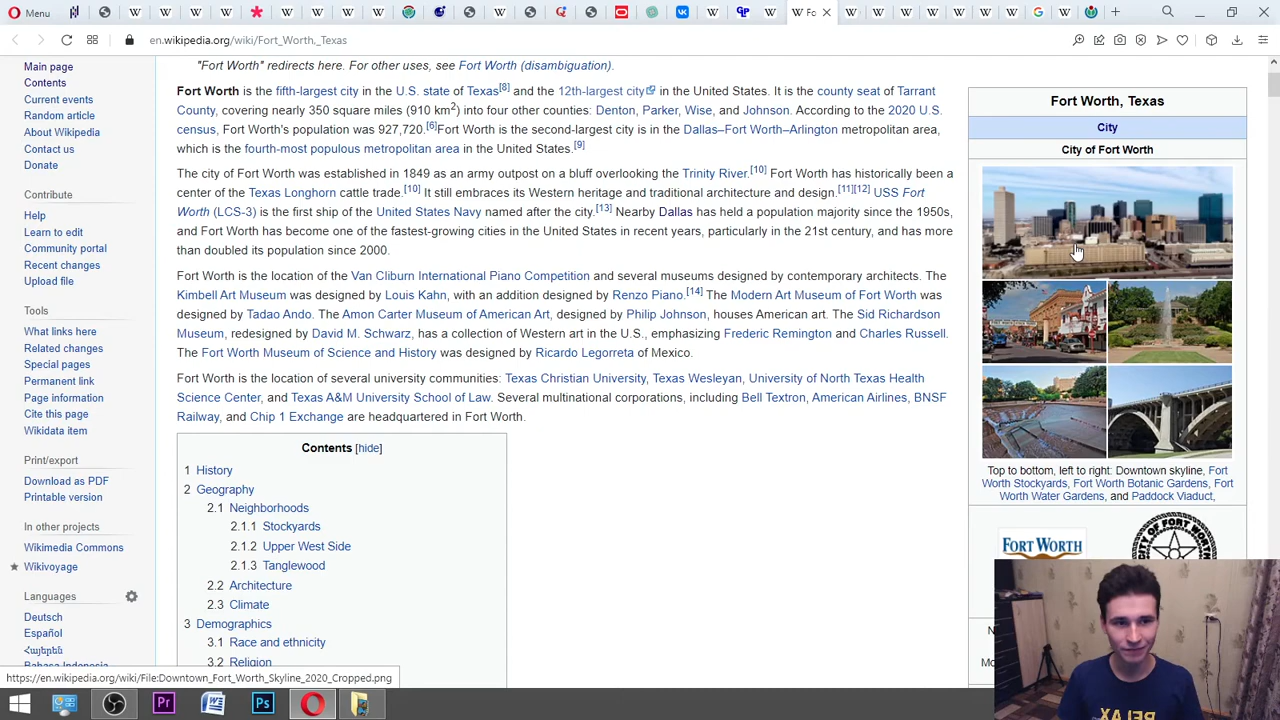 Menu
Fo
en.wikipedia.org/wiki/Fort_Worth,_Texas
Main page
Contents
Current events
Random article
About Wikipedia
Contact us
Donate
Contribute
Help
Learn to edit
Community portal
Recent changes
Upload file
Tools
What links here
Related changes
Special pages
Permanent link
Page information
Cite this page
Wikidata item
Print/export
Download as PDF
Printable version
In other projects
Wikimedia Commons
Wikivoyage
Languages
Deutsch
Español
Հայերեն
Bahasa Indonesia
https://en.wikipedia.org/wiki/File:Downtown_Fort_Worth_Skyline_2020_Cropped.png
"Fort Worth" redirects here. For other uses, see Fort Worth (disambiguation).
Fort Worth is the fifth-largest city in the U.S. state of Texas[8] and the 12th-largest city in the United States. It is the county seat of Tarrant
County, covering nearly 350 square miles (910 km2) into four other counties: Denton, Parker, Wise, and Johnson. According to the 2020 U.S.
census, Fort Worth's population was 927,720.[6]Fort Worth is the second-largest city is in the Dallas–Fort Worth–Arlington metropolitan area,
which is the fourth-most populous metropolitan area in the United States.[9]
The city of Fort Worth was established in 1849 as an army outpost on a bluff overlooking the Trinity River.[10] Fort Worth has historically been a
center of the Texas Longhorn cattle trade.[10] It still embraces its Western heritage and traditional architecture and design.[11][12] USS Fort
Worth (LCS-3) is the first ship of the United States Navy named after the city.[13] Nearby Dallas has held a population majority since the 1950s,
and Fort Worth has become one of the fastest-growing cities in the United States in recent years, particularly in the 21st century, and has more
than doubled its population since 2000.
Fort Worth is the location of the Van Cliburn International Piano Competition and several museums designed by contemporary architects. The
Kimbell Art Museum was designed by Louis Kahn, with an addition designed by Renzo Piano.[14] The Modern Art Museum of Fort Worth was
designed by Tadao Ando. The Amon Carter Museum of American Art, designed by Philip Johnson, houses American art. The Sid Richardson
Museum, redesigned by David M. Schwarz, has a collection of Western art in the U.S., emphasizing Frederic Remington and Charles Russell.
The Fort Worth Museum of Science and History was designed by Ricardo Legorreta of Mexico.
Fort Worth is the location of several university communities: Texas Christian University, Texas Wesleyan, University of North Texas Health
Science Center, and Texas A&M University School of Law. Several multinational corporations, including Bell Textron, American Airlines, BNSF
Railway, and Chip 1 Exchange are headquartered in Fort Worth.
Contents [hide]
1 History
2 Geography
2.1 Neighborhoods
2.1.1 Stockyards
2.1.2 Upper West Side
2.1.3 Tanglewood
2.2 Architecture
2.3 Climate
3 Demographics
3.1 Race and ethnicity
3.2 Religion
Fort Worth, Texas
City
City of Fort Worth
Top to bottom, left to right: Downtown skyline, Fort
Worth Stockyards, Fort Worth Botanic Gardens, Fort
Worth Water Gardens, and Paddock Viaduct,
FORT WORTH
CITY OF FORT WORTH
RELAX
Pr
Ps